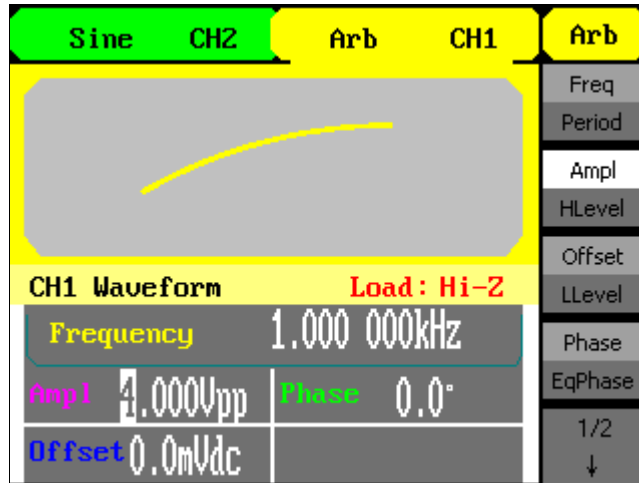 Sine CH2 Arb CH1 Arb
Freq
Period
Ampl
HLevel
Offset
LLevel
CH1 Waveform Load: Hi-Z
Frequency 1.000 000kHz
Phase
EqPhase
Ampl 4.000Vpp Phase 0.0°
Offset 0.0mVdc
1/2
↓